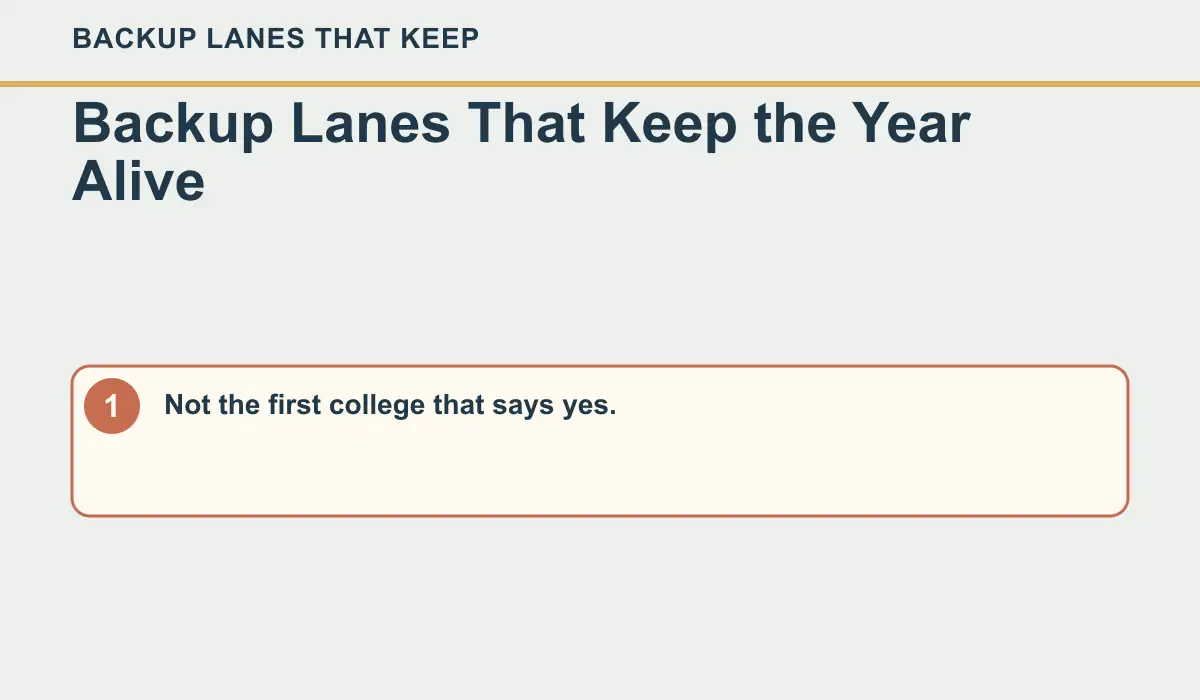 BACKUP LANES THAT KEEP
Backup Lanes That Keep the Year
Alive
1
Not the first college that says yes.